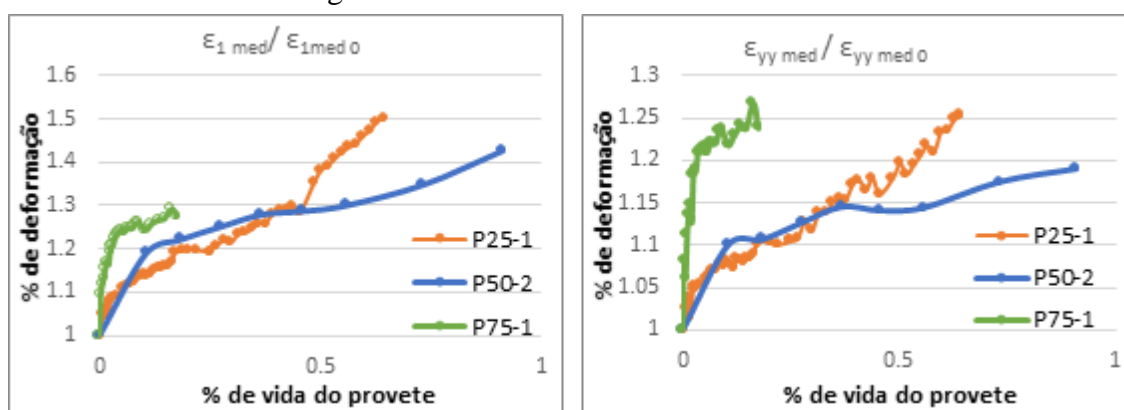 ε1 med/ ε1med 0
1.6
1.5
1.4
1.3
1.2
1.1
1
% de deformação
P25-1
P50-2
P75-1
0
0.5
1
% de vida do provete
εyy med / εyy med 0
1.3
1.25
1.2
1.15
1.1
1.05
1
% de deformação
P25-1
P50-2
P75-1
0
0.5
1
% de vida do provete